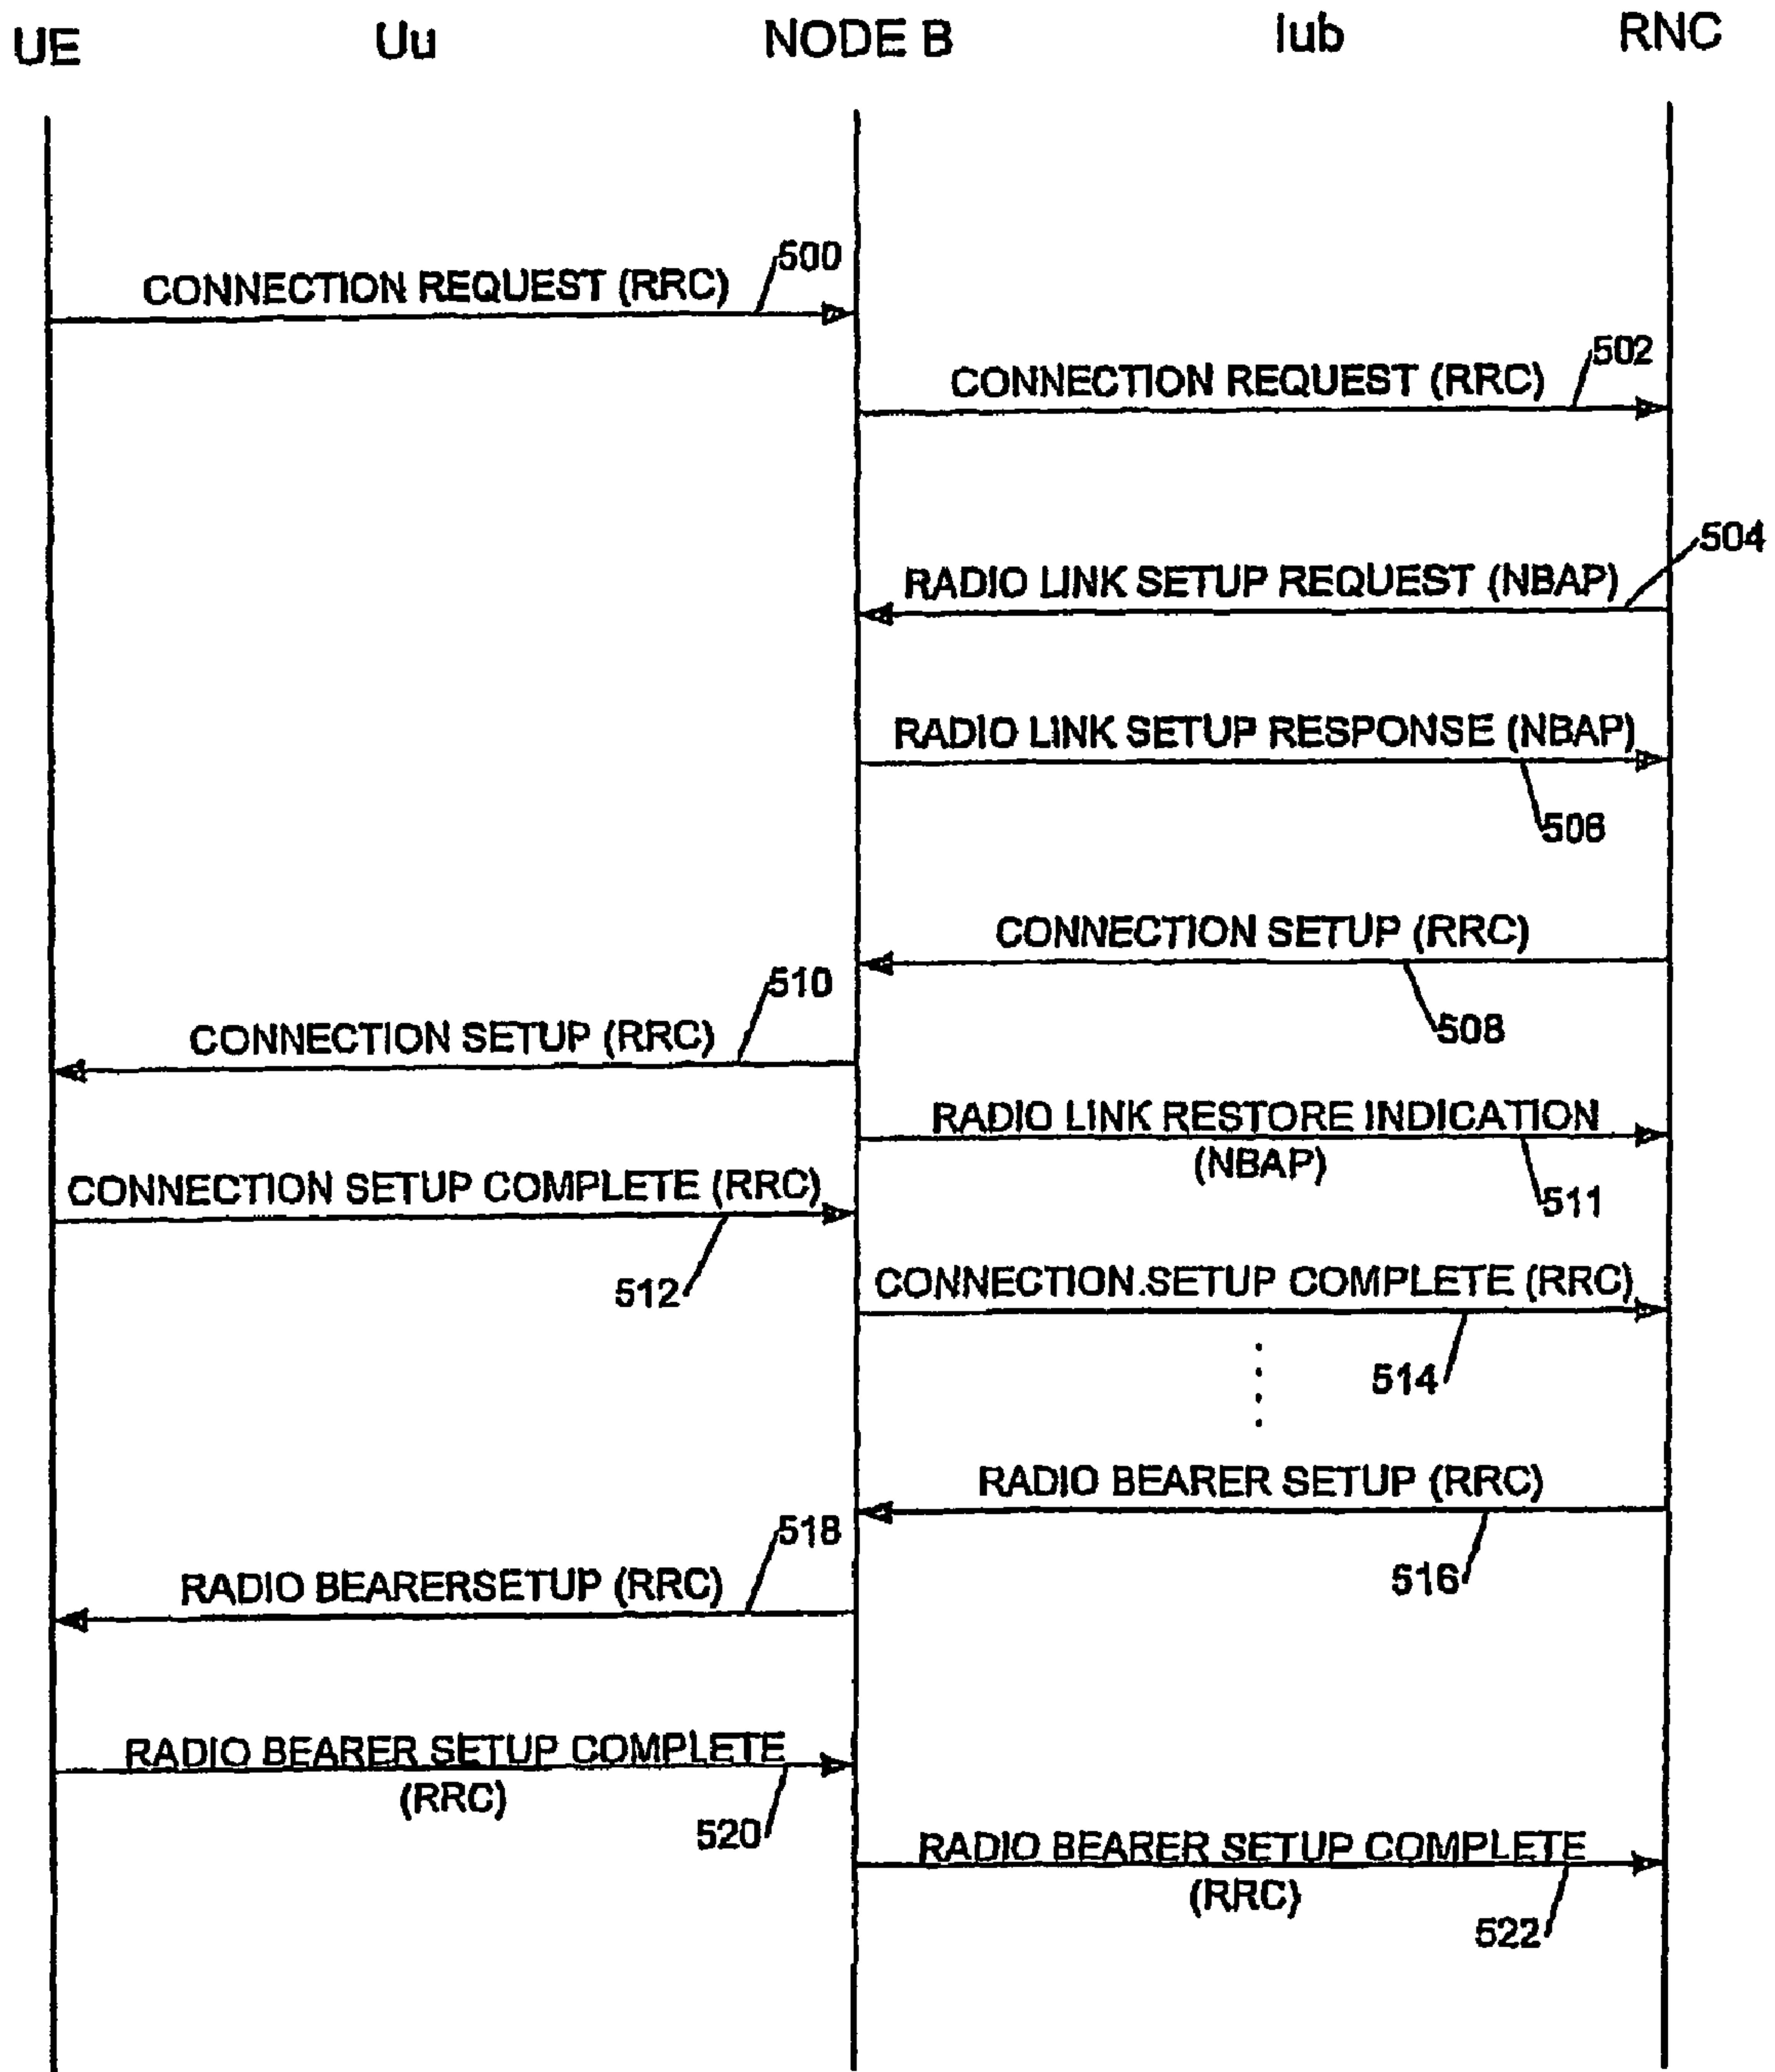 UE Uu NODE B Iub RNC
500
CONNECTION REQUEST (RRC)
502
CONNECTION REQUEST (RRC)
504
RADIO LINK SETUP REQUEST (NBAP)
RADIO LINK SETUP RESPONSE (NBAP)
506
CONNECTION SETUP (RRC)
508
510
CONNECTION SETUP (RRC)
RADIO LINK RESTORE INDICATION
(NBAP)
511
CONNECTION SETUP COMPLETE (RRC)
512
CONNECTION SETUP COMPLETE (RRC)
514
RADIO BEARER SETUP (RRC)
516
518
RADIO BEARERSETUP (RRC)
RADIO BEARER SETUP COMPLETE
(RRC)
520
RADIO BEARER SETUP COMPLETE
(RRC)
522